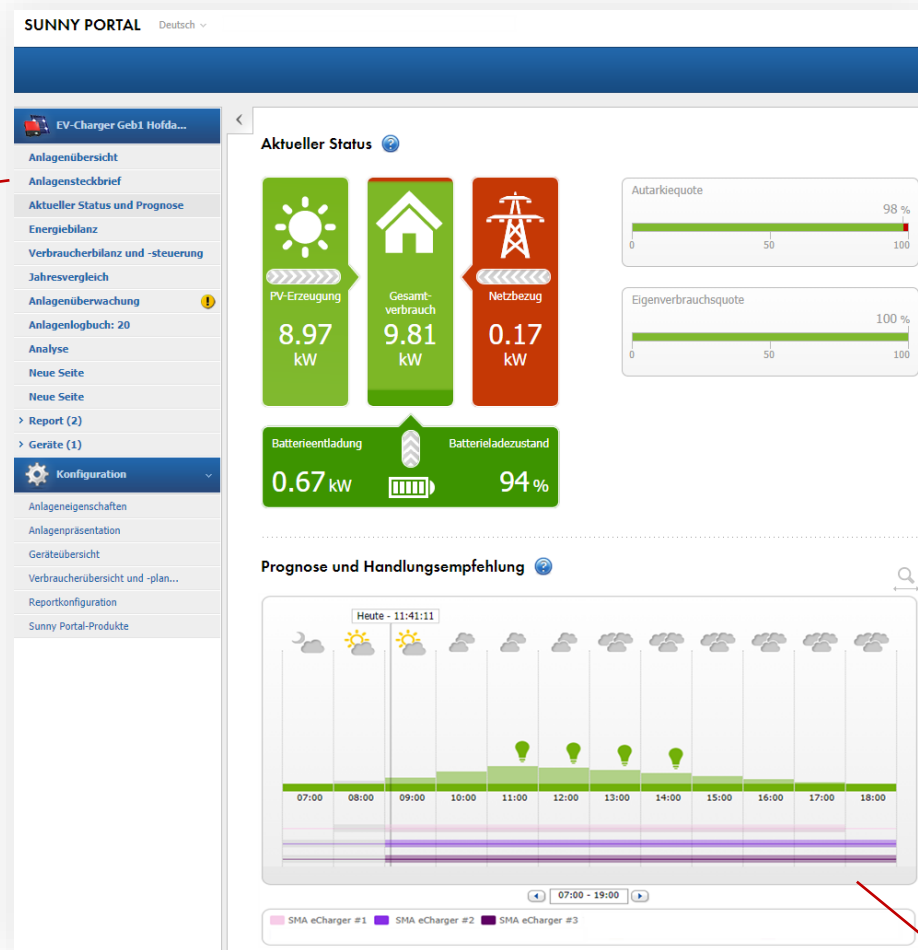 SUNNY PORTAL Deutsch
EV-Charger Geb1 Hofda...
Anlagenübersicht
Anlagensteckbrief
Aktueller Status und Prognose
Energiebilanz
Verbraucherbilanz und -steuerung
Jahresvergleich
Anlagenüberwachung
Anlagenlogbuch: 20
Analyse
Neue Seite
Neue Seite
Report (2)
Geräte (1)
Konfiguration
Anlageneigenschaften
Anlagenpräsentation
Geräteübersicht
Verbraucherübersicht und -plan...
Reportkonfiguration
Sunny Portal-Produkte
Aktueller Status ?
PV-Erzeugung
8.97
kW
Gesamt-
verbrauch
9.81
kW
Netzbezug
0.17
kW
Batterieentladung
0.67 kW
Batterieladezustand
94 %
Autarkiequote
98 %
0 50 100
Eigenverbrauchsquote
100 %
0 50 100
Prognose und Handlungsempfehlung ?
Heute - 11:41:11
07:00 08:00 09:00 10:00 11:00 12:00 13:00 14:00 15:00 16:00 17:00 18:00
07:00 - 19:00
SMA eCharger #1 SMA eCharger #2 SMA eCharger #3